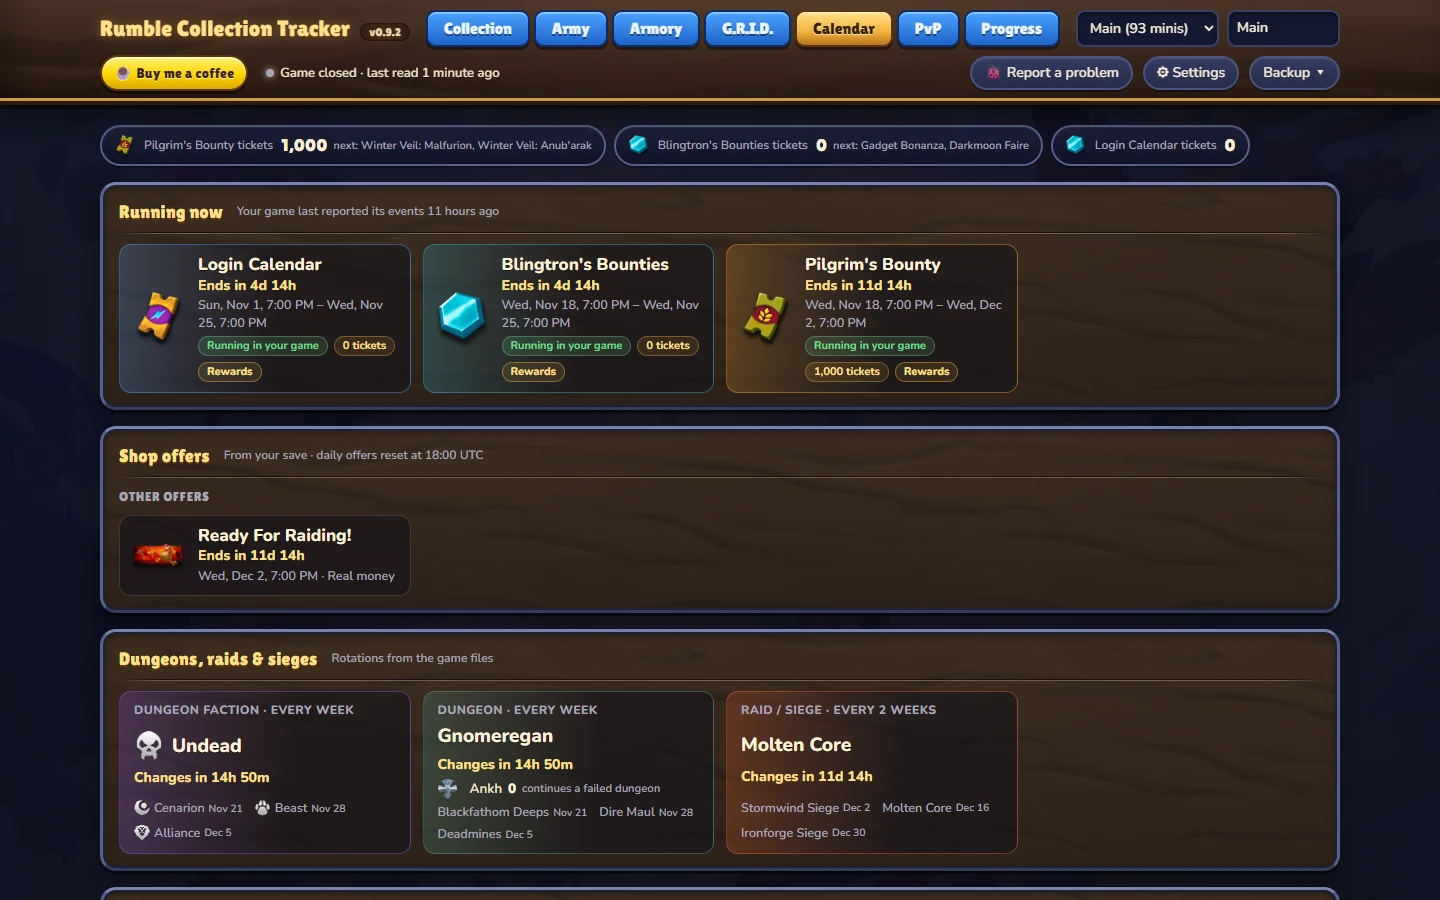 Rumble Collection Tracker v0.9.2 Collection Army Armory G.R.I.D. Calendar PvP Progress Main (93 minis) Main
Buy me a coffee Game closed · last read 1 minute ago Report a problem Settings Backup
Pilgrim's Bounty tickets 1,000 next: Winter Veil: Malfurion, Winter Veil: Anub'arak Blingtron's Bounties tickets 0 next: Gadget Bonanza, Darkmoon Faire Login Calendar tickets 0
Running now Your game last reported its events 11 hours ago
Login Calendar
Ends in 4d 14h
Sun, Nov 1, 7:00 PM – Wed, Nov
25, 7:00 PM
Running in your game 0 tickets
Rewards
Blingtron's Bounties
Ends in 4d 14h
Wed, Nov 18, 7:00 PM – Wed, Nov
25, 7:00 PM
Running in your game 0 tickets
Rewards
Pilgrim's Bounty
Ends in 11d 14h
Wed, Nov 18, 7:00 PM – Wed, Dec
2, 7:00 PM
Running in your game
1,000 tickets Rewards
Shop offers From your save · daily offers reset at 18:00 UTC
OTHER OFFERS
Ready For Raiding!
Ends in 11d 14h
Wed, Dec 2, 7:00 PM · Real money
Dungeons, raids & sieges Rotations from the game files
DUNGEON FACTION · EVERY WEEK
Undead
Changes in 14h 50m
Cenarion Nov 21 Beast Nov 28
Alliance Dec 5
DUNGEON · EVERY WEEK
Gnomeregan
Changes in 14h 50m
Ankh 0 continues a failed dungeon
Blackfathom Deeps Nov 21 Dire Maul Nov 28
Deadmines Dec 5
RAID / SIEGE · EVERY 2 WEEKS
Molten Core
Changes in 11d 14h
Stormwind Siege Dec 2 Molten Core Dec 16
Ironforge Siege Dec 30